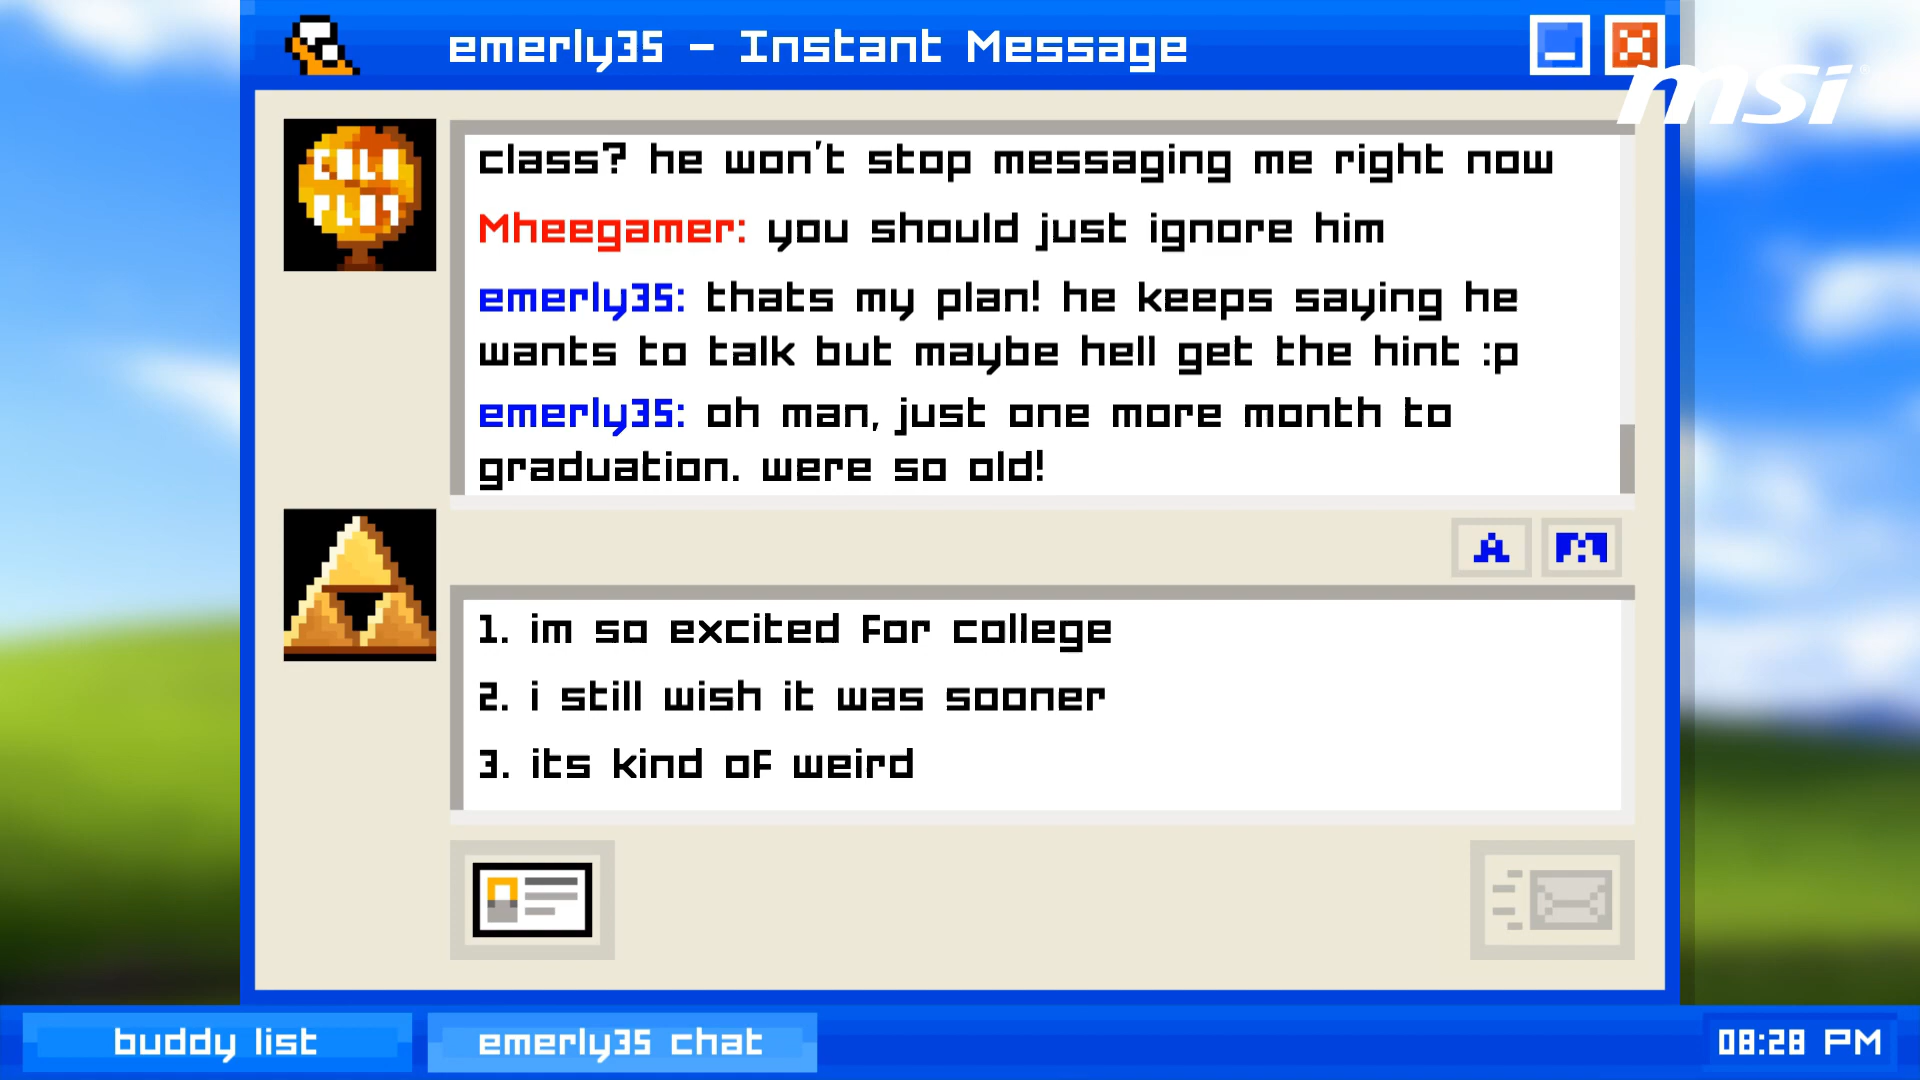 emerly35 - Instant Message
msi
COLD
PLAY
class? he won't stop messaging me right now
Mheegamer: you should just ignore him
emerly35: thats my plan! he keeps saying he
wants to talk but maybe hell get the hint :p
emerly35: oh man, just one more month to
graduation. were so old!
A
1. im so excited for college
2. i still wish it was sooner
3. its kind of weird
buddy list
emerly35 chat
08:28 PM